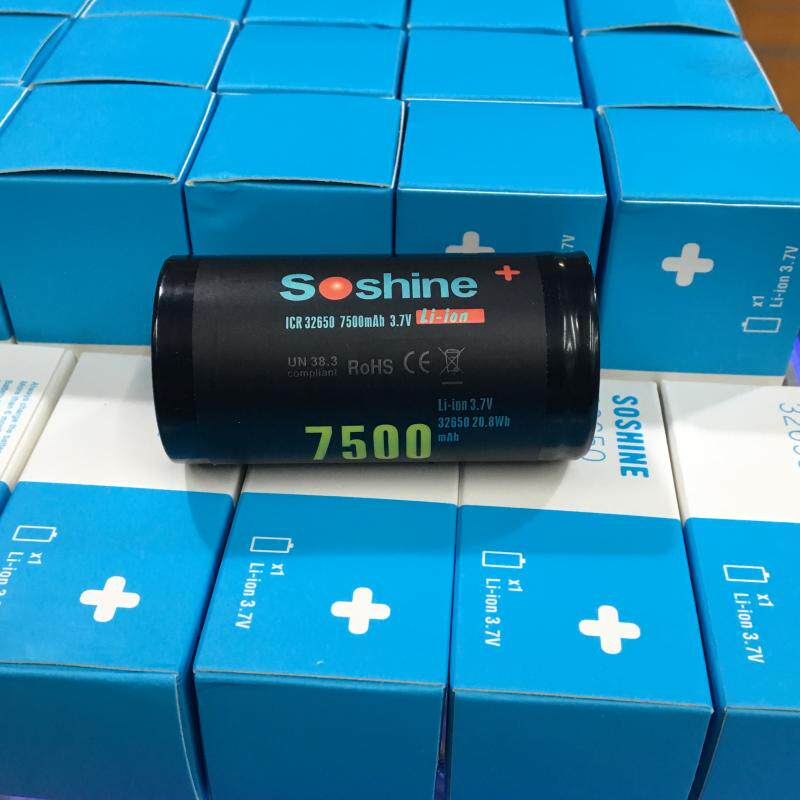 Soshine +
ICR 32650 7500mAh 3.7V Li-ion
UN 38.3
compliant RoHS CE
Li-ion 3.7V
32650 20.8Wh
7500 mAh
7V
x1
Li-ion 3.7V
SOSHINE
x1
Li-ion 3.7V
x1
Li-ion 3.7V
x1
Li-ion 3.7V
x1
Li-ion 3.7V